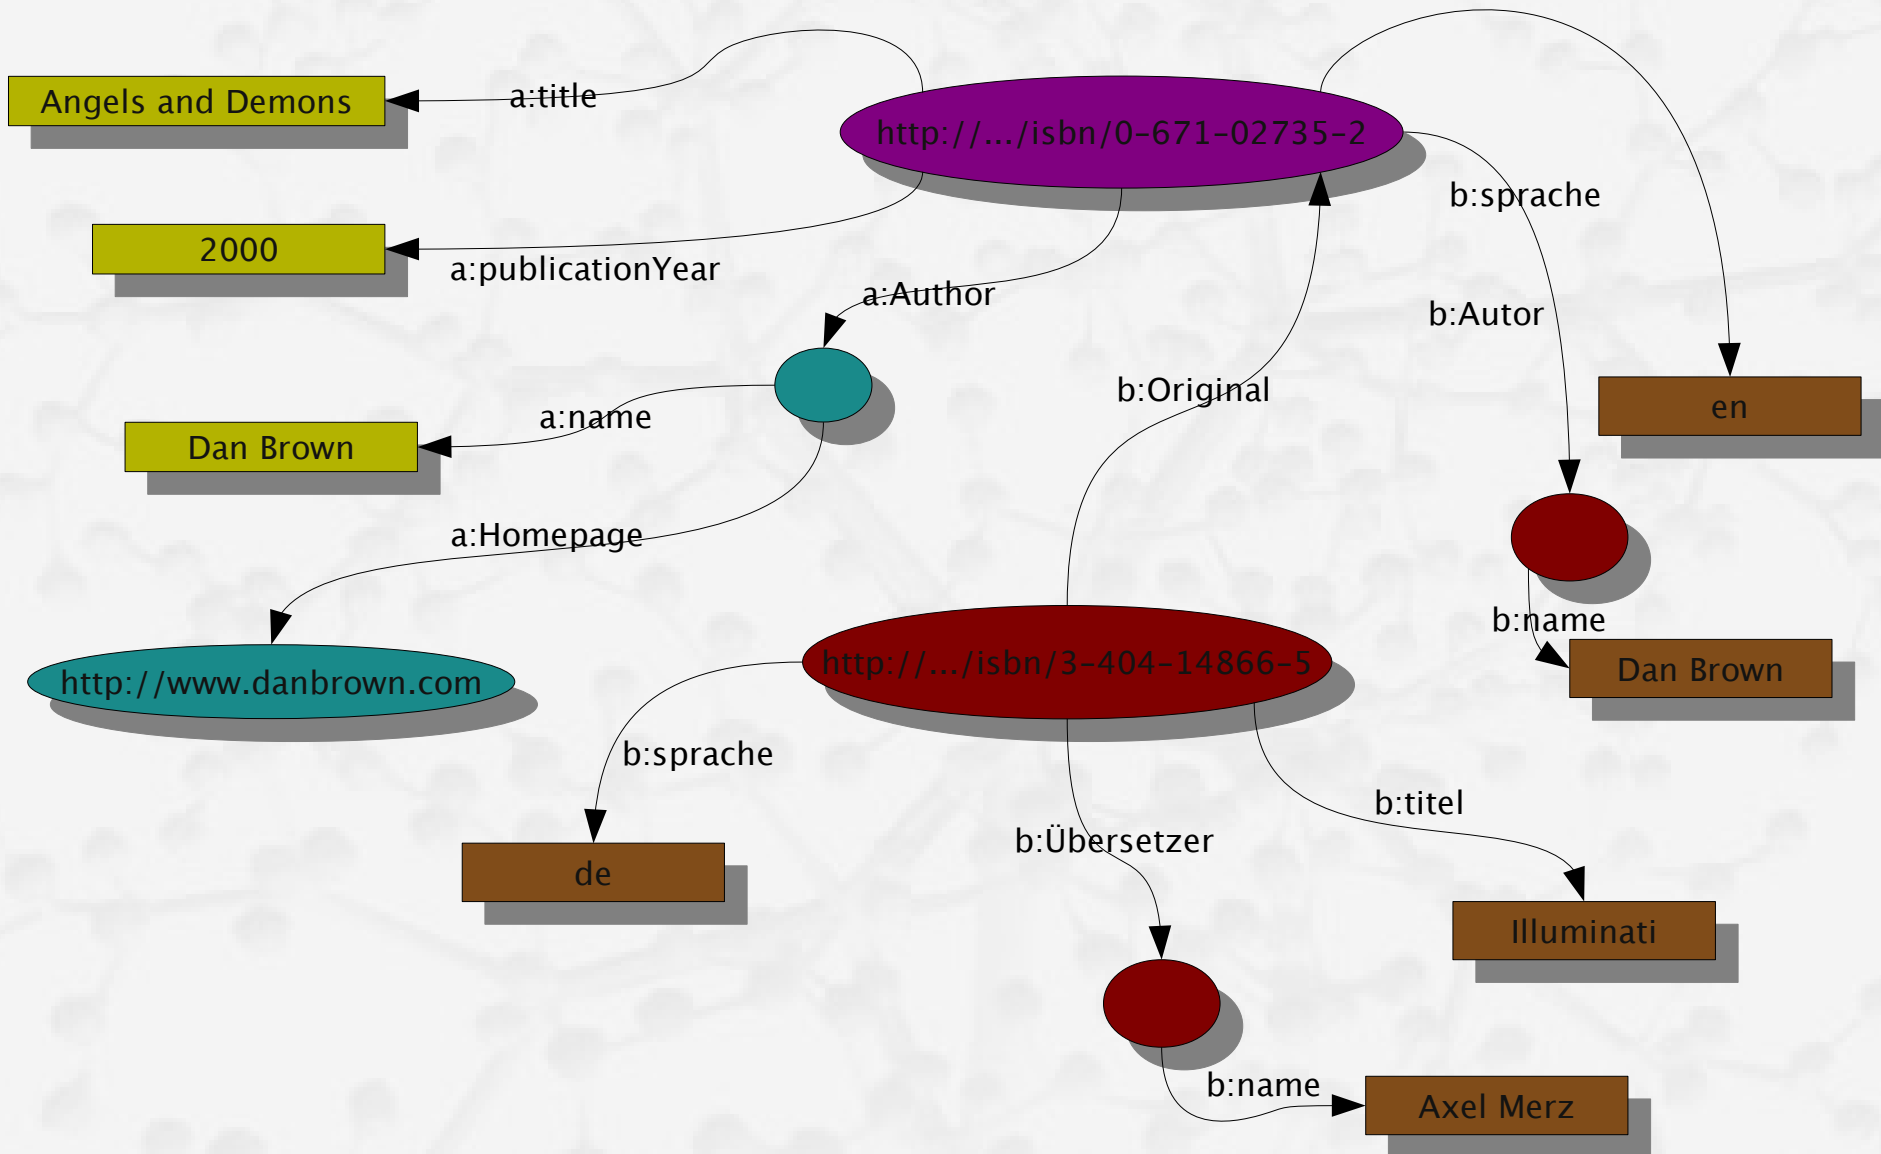 Angels and Demons
a:title
http://.../isbn/0-671-02735-2
b:sprache
2000
a:publicationYear
a:Author
b:Autor
b:Original
en
a:name
Dan Brown
a:Homepage
b:name
http://www.danbrown.com
http://.../isbn/3-404-14866-5
Dan Brown
b:sprache
b:titel
b:Übersetzer
de
Illuminati
b:name
Axel Merz